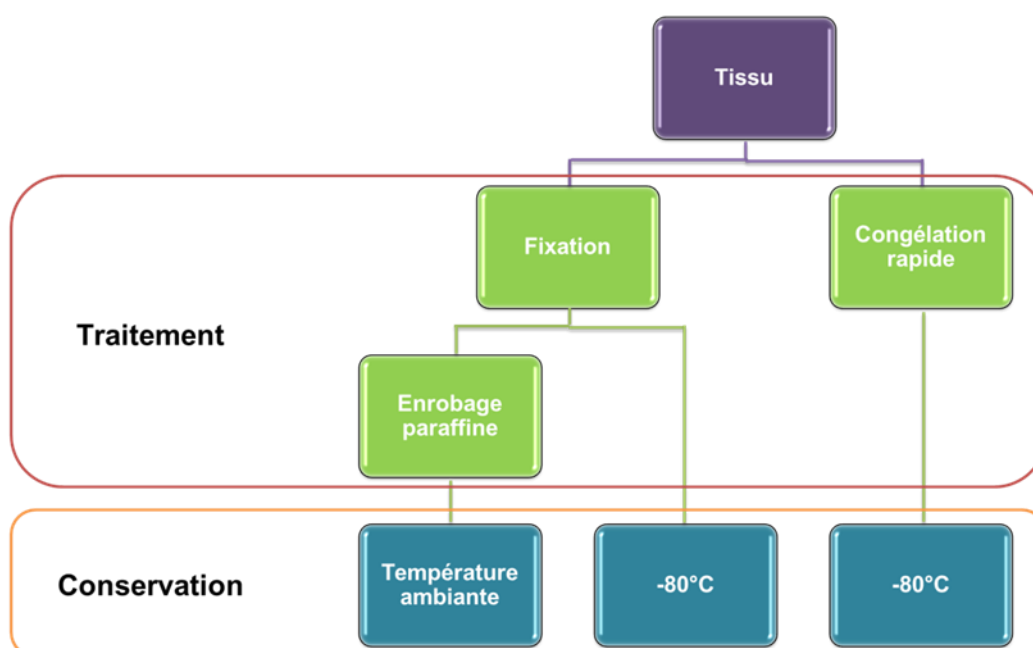 Tissu
Fixation
Congélation
rapide
Traitement
Enrobage
paraffine
Conservation
Température
ambiante
-80°C
-80°C